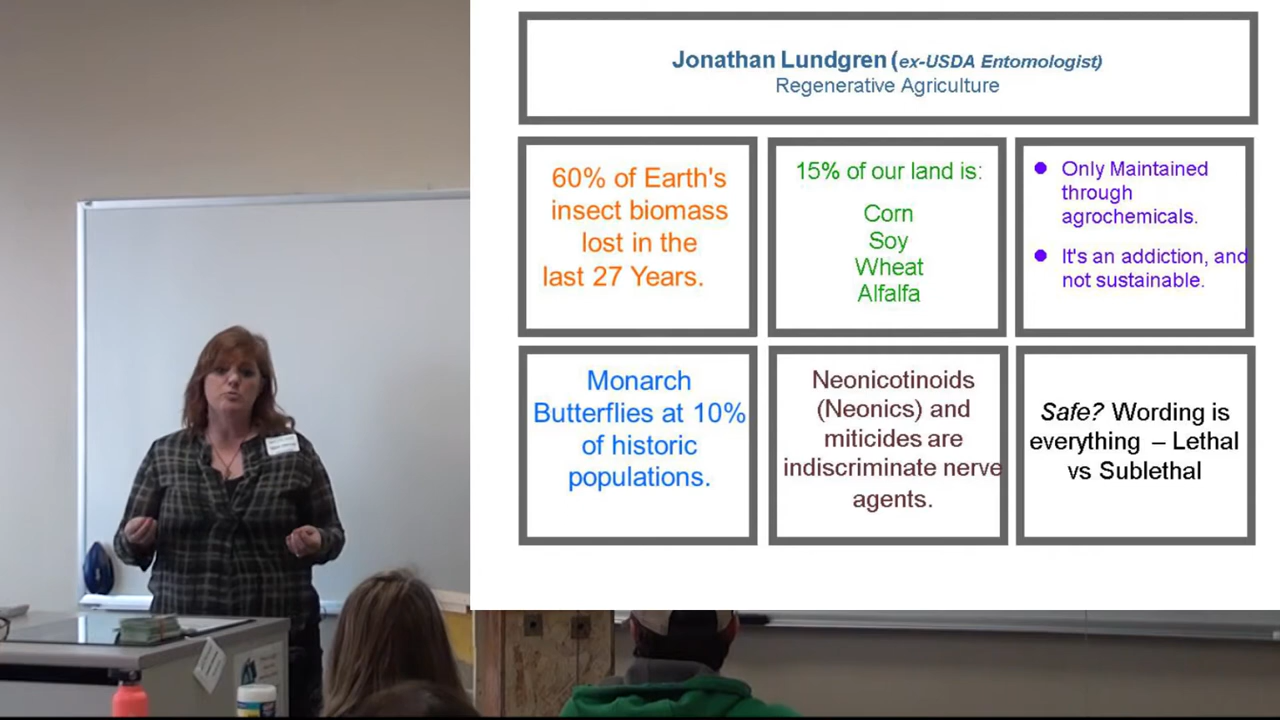 Jonathan Lundgren (ex-USDA Entomologist)
Regenerative Agriculture
60% of Earth's
insect biomass
lost in the
last 27 Years.
15% of our land is:
Corn
Soy
Wheat
Alfalfa
Only Maintained
through
agrochemicals.
It's an addiction, and
not sustainable.
Monarch
Butterflies at 10%
of historic
populations.
Neonicotinoids
(Neonics) and
miticides are
indiscriminate nerve
agents.
Safe? Wording is
everything – Lethal
vs Sublethal